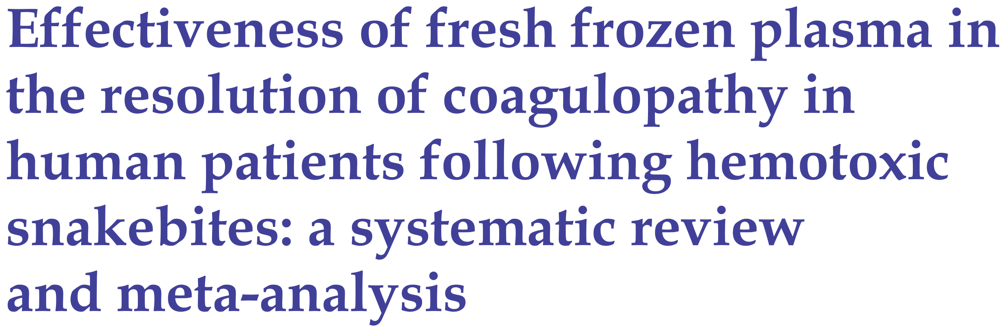 Effectiveness of fresh frozen plasma in
the resolution of coagulopathy in
human patients following hemotoxic
snakebites: a systematic review
and meta-analysis